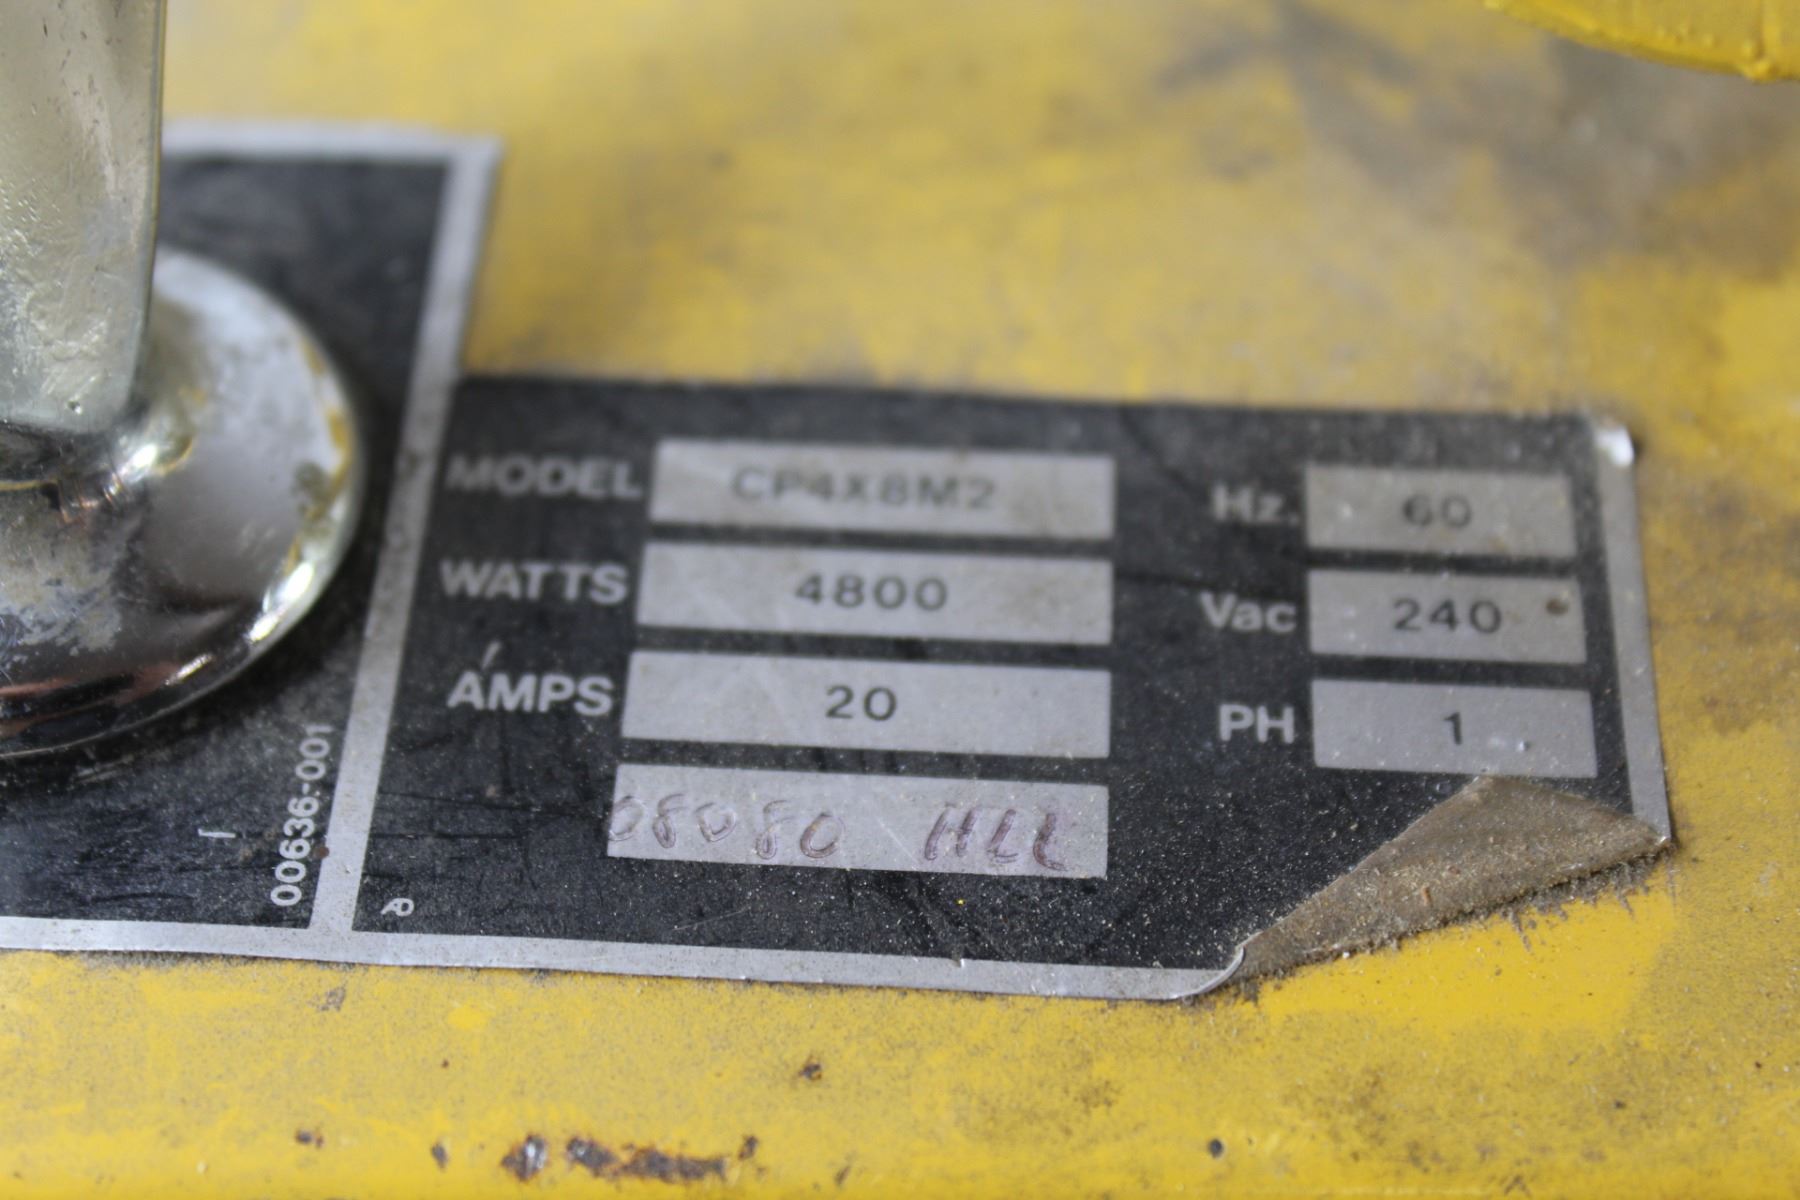 MODEL CP4X8M2 Hz. 60
WATTS 4800 Vac 240
AMPS 20 PH 1
08080 HLL
00636-001